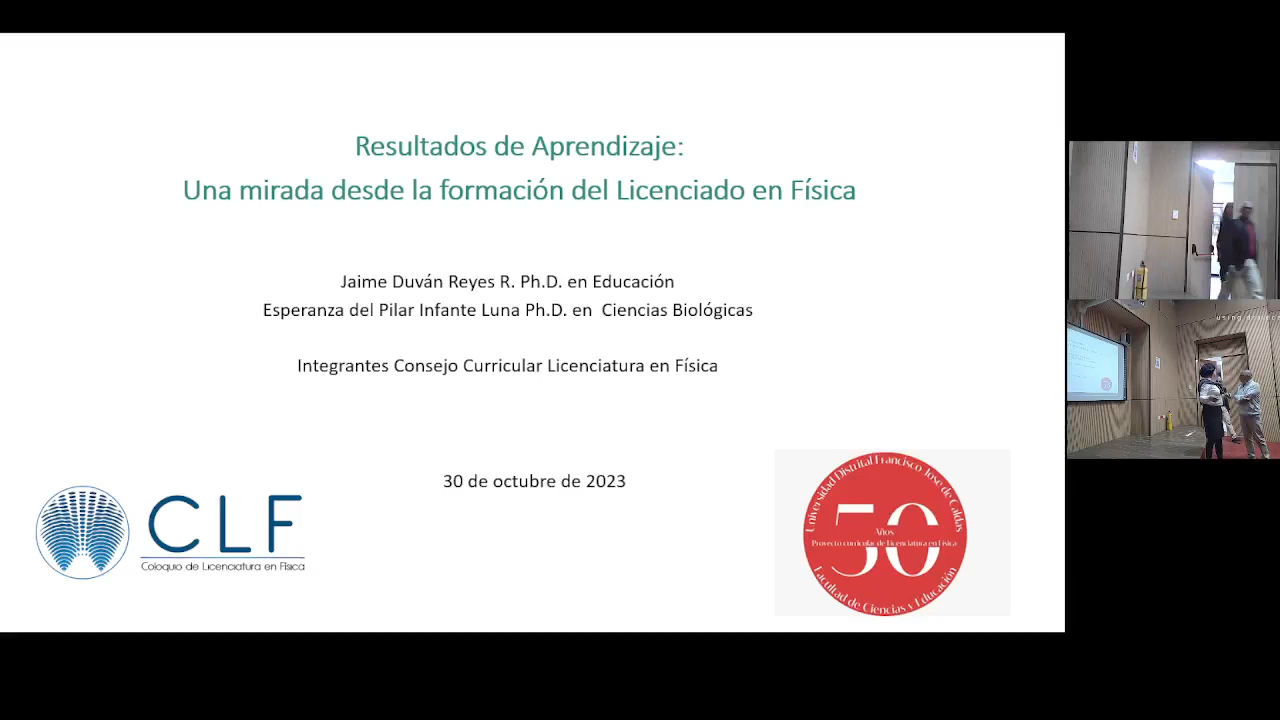 Resultados de Aprendizaje:
Una mirada desde la formación del Licenciado en Física
Jaime Duván Reyes R. Ph.D. en Educación
Esperanza del Pilar Infante Luna Ph.D. en Ciencias Biológicas
Integrantes Consejo Curricular Licenciatura en Física
30 de octubre de 2023
CLF
Coloquio de Licenciatura en Física
Universidad Distrital Francisco Jose de Caldas
50
Años
Proyecto curricular de Licenciatura en Física
Facultad de Ciencias y Educación